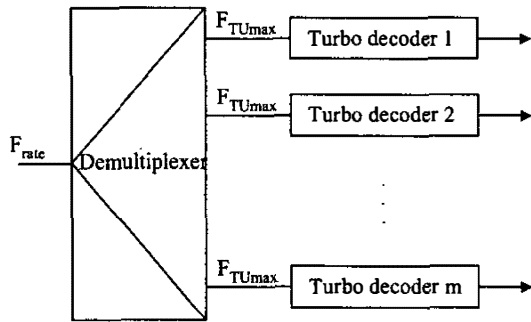 F_TUmax
Turbo decoder 1
F_TUmax
Turbo decoder 2
F_rate
Demultiplexer
F_TUmax
Turbo decoder m